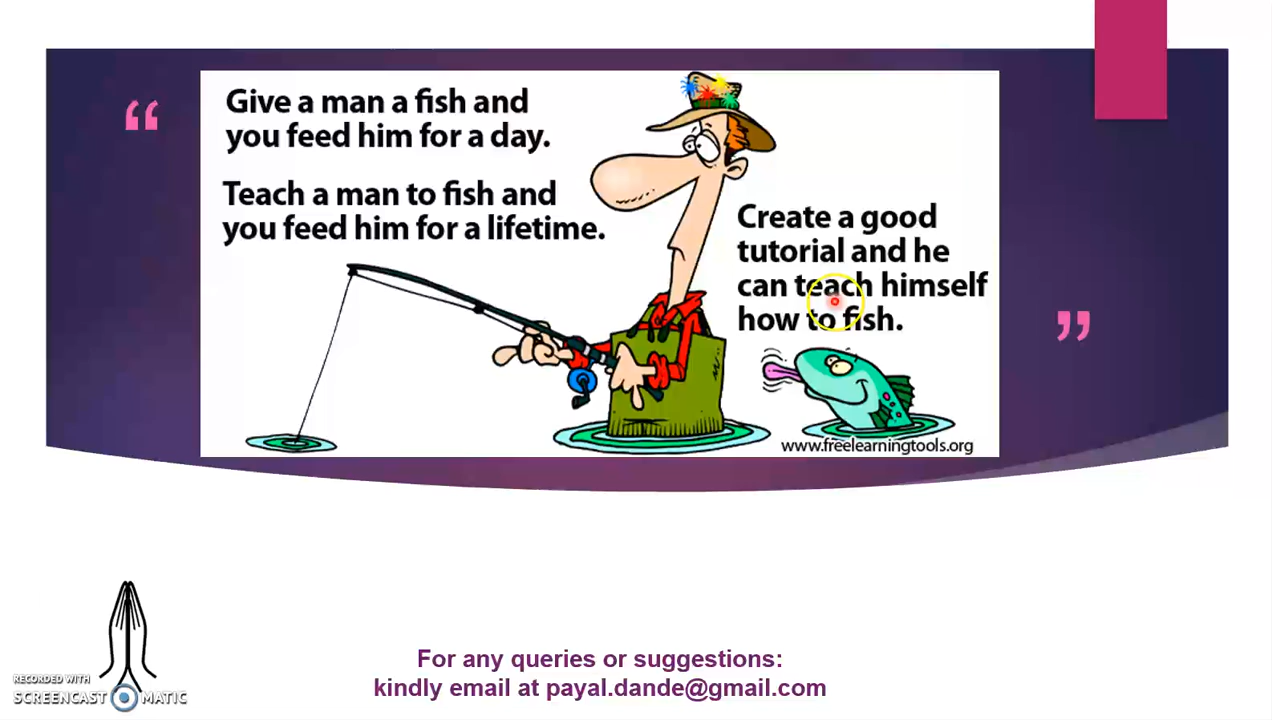 “
Give a man a fish and
you feed him for a day.
Teach a man to fish and
you feed him for a lifetime.
Create a good
tutorial and he
can teach himself
how to fish.
”
www.freelearningtools.org
For any queries or suggestions:
kindly email at payal.dande@gmail.com
RECORDED WITH
SCREENCAST MATIC